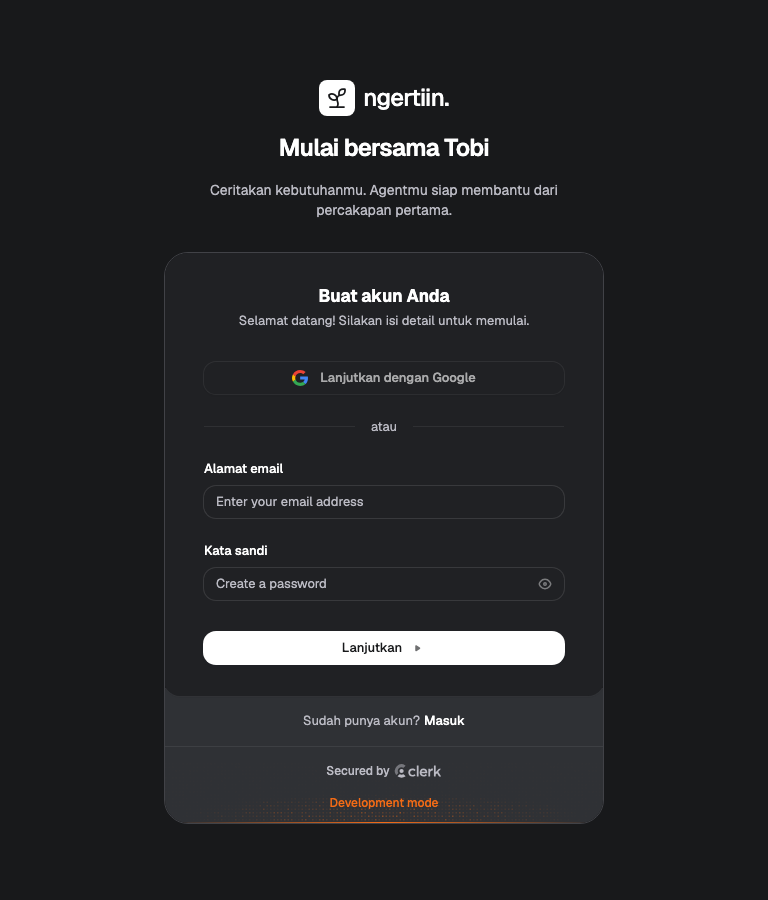 ngertiin.
Mulai bersama Tobi
Ceritakan kebutuhanmu. Agentmu siap membantu dari
percakapan pertama.
Buat akun Anda
Selamat datang! Silakan isi detail untuk memulai.
Lanjutkan dengan Google
atau
Alamat email
Enter your email address
Kata sandi
Create a password
Lanjutkan
Sudah punya akun? Masuk
Secured by clerk
Development mode